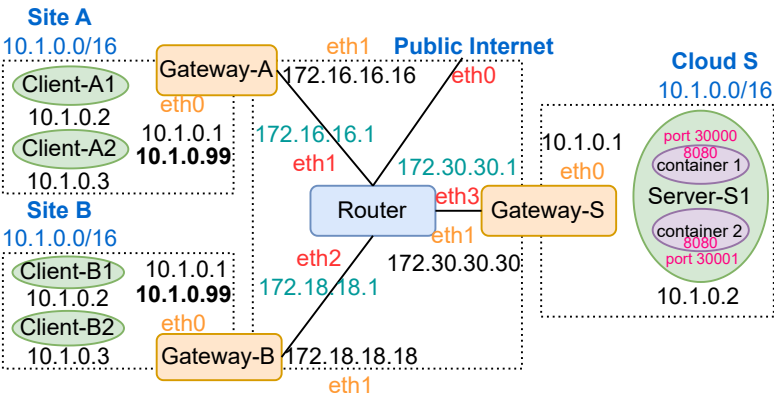 Site A
10.1.0.0/16
Client-A1
10.1.0.2
Client-A2
10.1.0.3
Gateway-A
eth0
10.1.0.1
10.1.0.99
eth1
172.16.16.16
Public Internet
eth0
172.16.16.1
eth1
172.30.30.1
Router
eth3
eth2
172.18.18.1
Gateway-S
eth1
172.30.30.30
10.1.0.1
eth0
Cloud S
10.1.0.0/16
port 30000
8080
container 1
Server-S1
container 2
8080
port 30001
10.1.0.2
Site B
10.1.0.0/16
Client-B1
10.1.0.2
Client-B2
10.1.0.3
10.1.0.1
10.1.0.99
eth0
Gateway-B
172.18.18.18
eth1